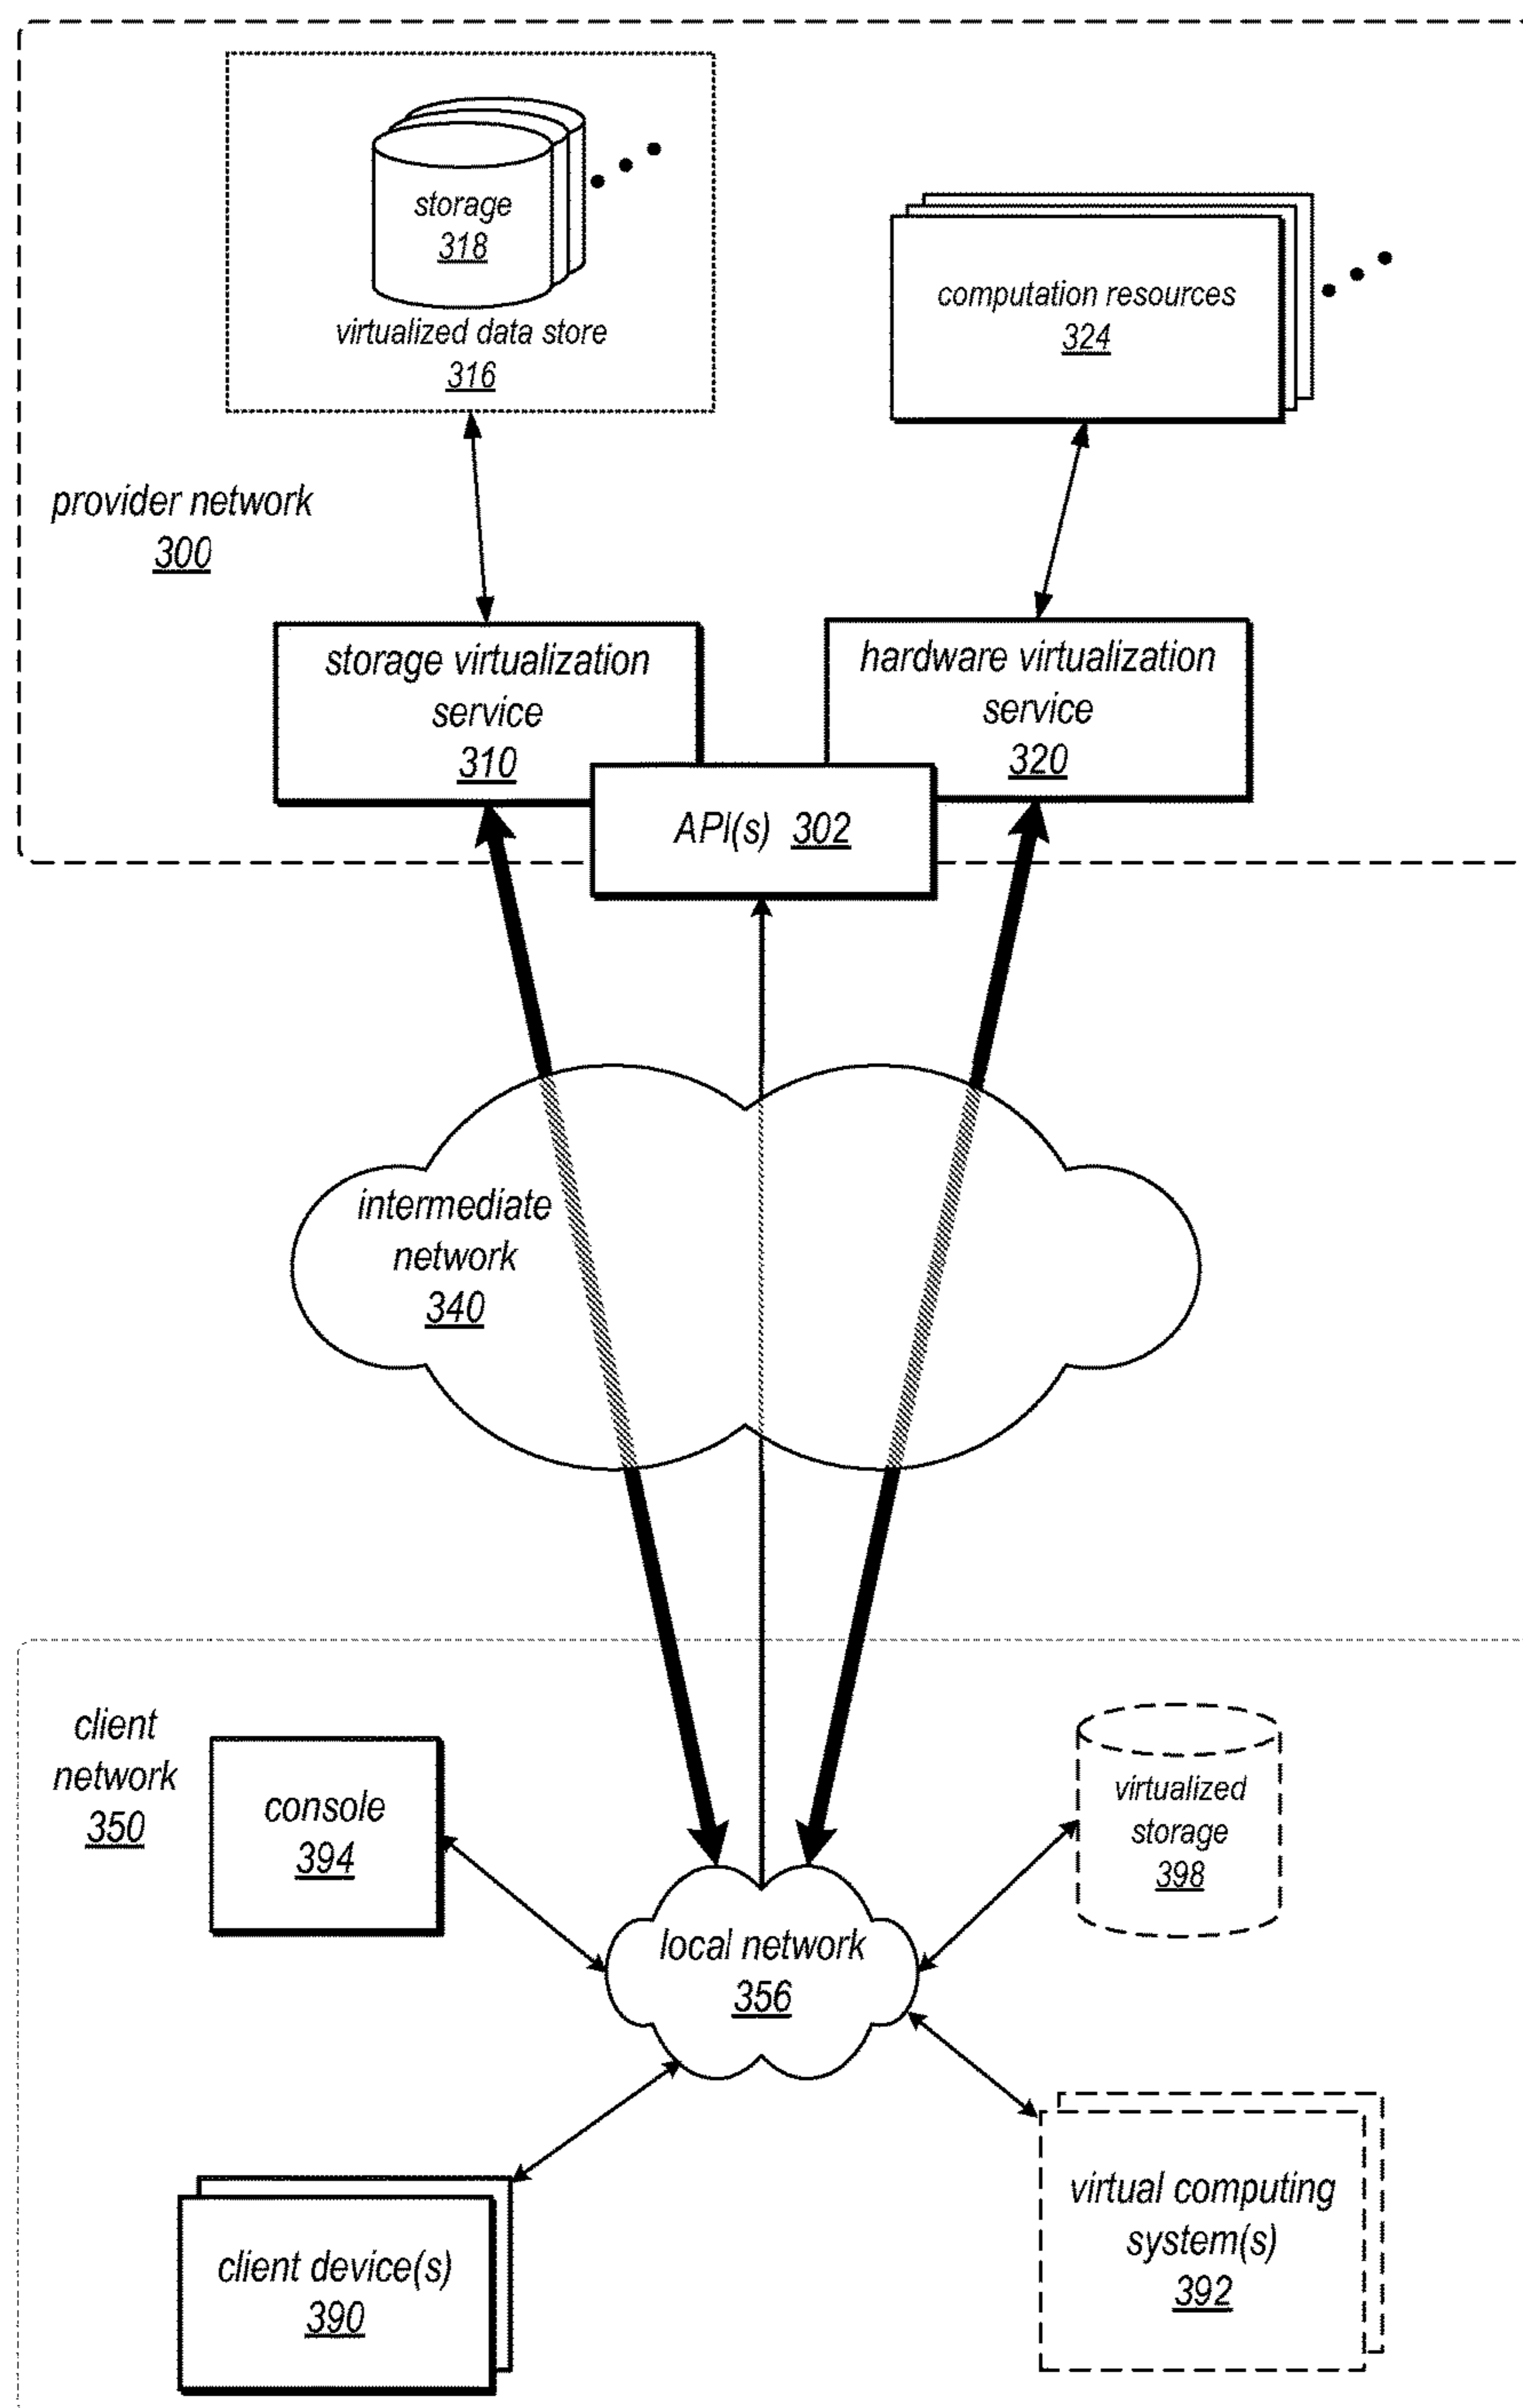 storage
318
virtualized data store
316
computation resources
324
provider network
300
storage virtualization
service
310
hardware virtualization
service
320
API(s) 302
intermediate
network
340
client
network
350
console
394
virtualized
storage
398
local network
356
client device(s)
390
virtual computing
system(s)
392